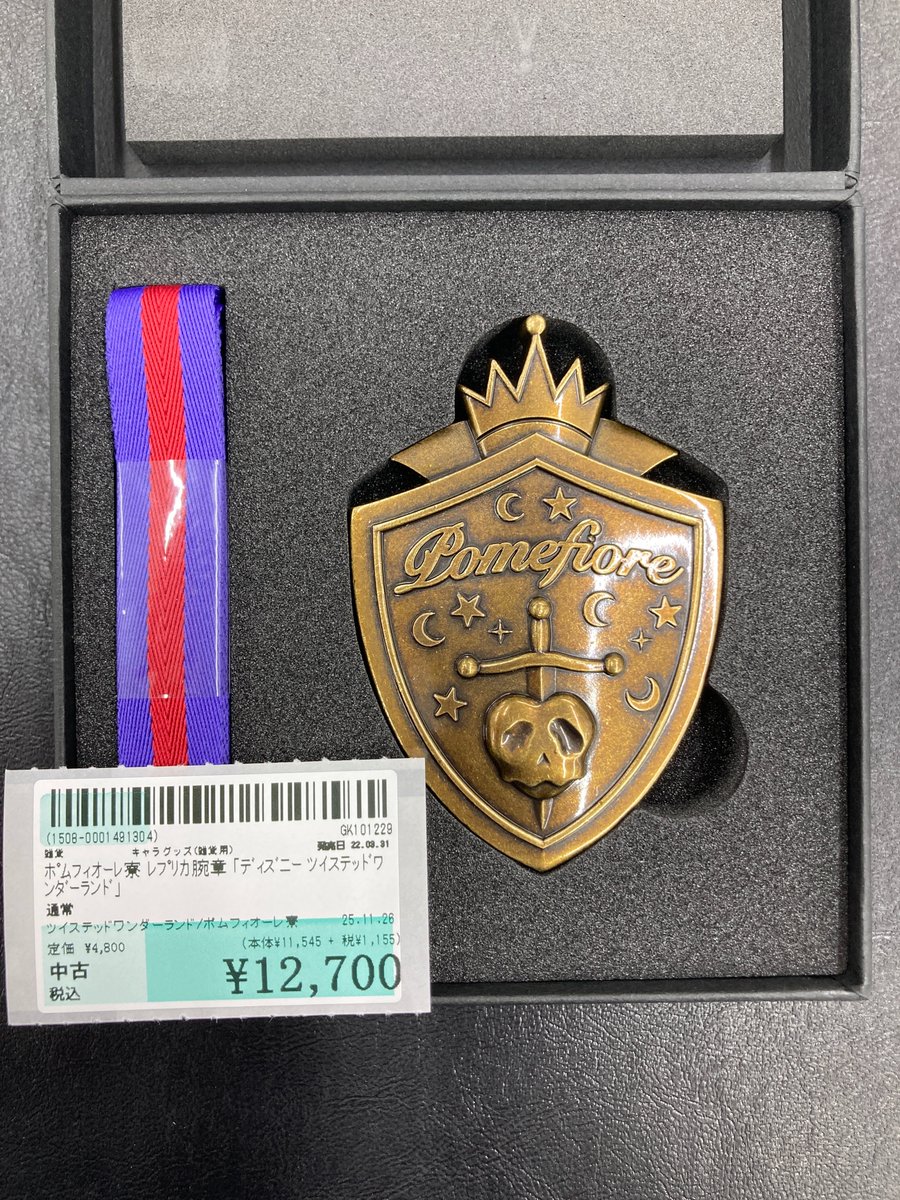 Pomefiore
(1508-0001491304)
GK101229
雑貨
キャラグッズ(雑貨用)
発売日 22.03.31
ポムフィオーレ寮 レプリカ腕章 「ディズニー ツイステッドワ
ンダーランド」
通常
ツイステッドワンダーランド/ポムフィオーレ寮
25.11.26
定価 ¥4,800
(本体¥11,545 + 税¥1,155)
中古
¥12,700
税込